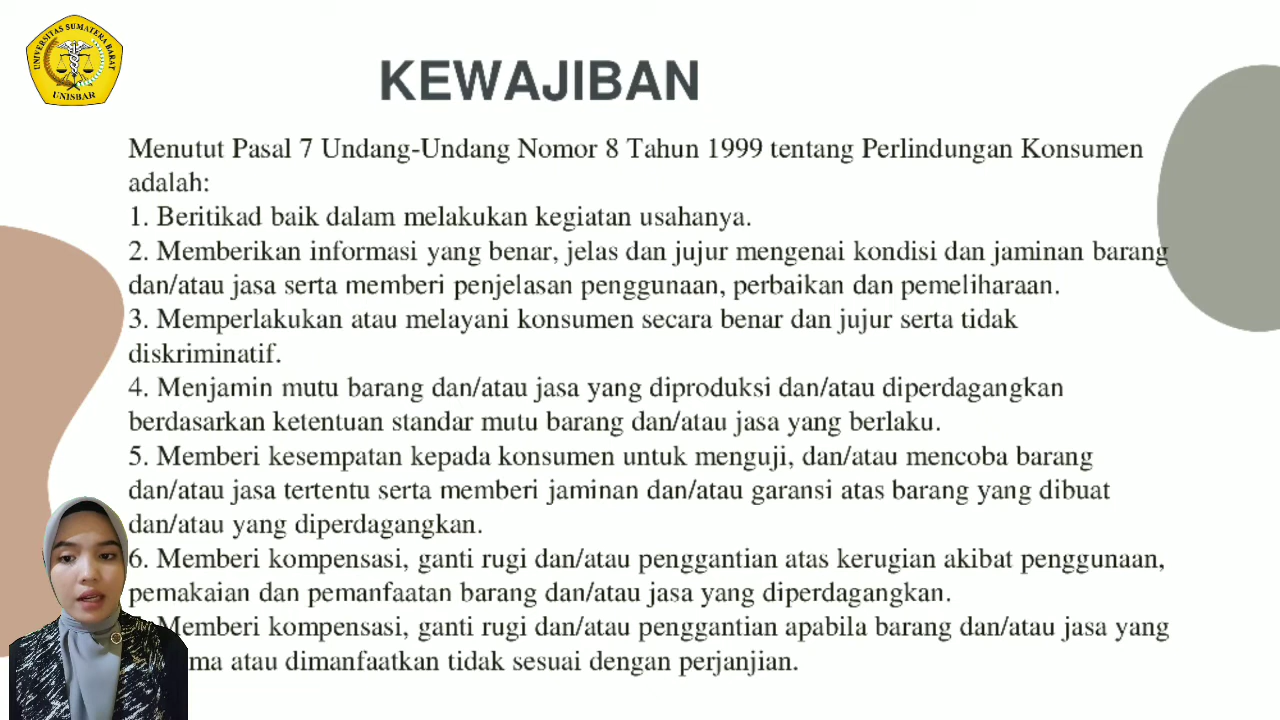 UNIVERSITAS SUMATERA BARAT
UNISBAR
KEWAJIBAN
Menutut Pasal 7 Undang-Undang Nomor 8 Tahun 1999 tentang Perlindungan Konsumen
adalah:
1. Beritikad baik dalam melakukan kegiatan usahanya.
2. Memberikan informasi yang benar, jelas dan jujur mengenai kondisi dan jaminan barang
dan/atau jasa serta memberi penjelasan penggunaan, perbaikan dan pemeliharaan.
3. Memperlakukan atau melayani konsumen secara benar dan jujur serta tidak
diskriminatif.
4. Menjamin mutu barang dan/atau jasa yang diproduksi dan/atau diperdagangkan
berdasarkan ketentuan standar mutu barang dan/atau jasa yang berlaku.
5. Memberi kesempatan kepada konsumen untuk menguji, dan/atau mencoba barang
dan/atau jasa tertentu serta memberi jaminan dan/atau garansi atas barang yang dibuat
dan/atau yang diperdagangkan.
6. Memberi kompensasi, ganti rugi dan/atau penggantian atas kerugian akibat penggunaan,
pemakaian dan pemanfaatan barang dan/atau jasa yang diperdagangkan.
Memberi kompensasi, ganti rugi dan/atau penggantian apabila barang dan/atau jasa yang
atau dimanfaatkan tidak sesuai dengan perjanjian.